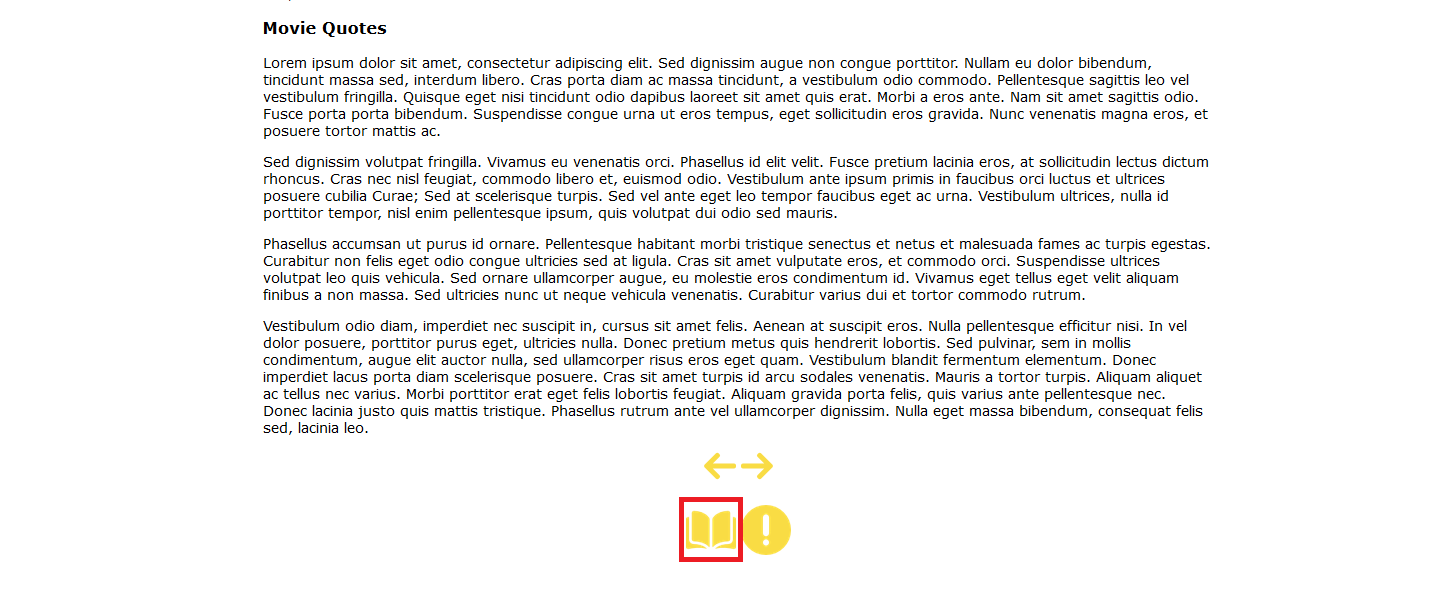 Movie Quotes
Lorem ipsum dolor sit amet, consectetur adipiscing elit. Sed dignissim augue non congue porttitor. Nullam eu dolor bibendum,
tincidunt massa sed, interdum libero. Cras porta diam ac massa tincidunt, a vestibulum odio commodo. Pellentesque sagittis leo vel
vestibulum fringilla. Quisque eget nisi tincidunt odio dapibus laoreet sit amet quis erat. Morbi a eros ante. Nam sit amet sagittis odio.
Fusce porta porta bibendum. Suspendisse congue urna ut eros tempus, eget sollicitudin eros gravida. Nunc venenatis magna eros, et
posuere tortor mattis ac.
Sed dignissim volutpat fringilla. Vivamus eu venenatis orci. Phasellus id elit velit. Fusce pretium lacinia eros, at sollicitudin lectus dictum
rhoncus. Cras nec nisl feugiat, commodo libero et, euismod odio. Vestibulum ante ipsum primis in faucibus orci luctus et ultrices
posuere cubilia Curae; Sed at scelerisque turpis. Sed vel ante eget leo tempor faucibus eget ac urna. Vestibulum ultrices, nulla id
porttitor tempor, nisl enim pellentesque ipsum, quis volutpat dui odio sed mauris.
Phasellus accumsan ut purus id ornare. Pellentesque habitant morbi tristique senectus et netus et malesuada fames ac turpis egestas.
Curabitur non felis eget odio congue ultricies sed at ligula. Cras sit amet vulputate eros, et commodo orci. Suspendisse ultrices
volutpat leo quis vehicula. Sed ornare ullamcorper augue, eu molestie eros condimentum id. Vivamus eget tellus eget velit aliquam
finibus a non massa. Sed ultricies nunc ut neque vehicula venenatis. Curabitur varius dui et tortor commodo rutrum.
Vestibulum odio diam, imperdiet nec suscipit in, cursus sit amet felis. Aenean at suscipit eros. Nulla pellentesque efficitur nisi. In vel
dolor posuere, porttitor purus eget, ultricies nulla. Donec pretium metus quis hendrerit lobortis. Sed pulvinar, sem in mollis
condimentum, augue elit auctor nulla, sed ullamcorper risus eros eget quam. Vestibulum blandit fermentum elementum. Donec
imperdiet lacus porta diam scelerisque posuere. Cras sit amet turpis id arcu sodales venenatis. Mauris a tortor turpis. Aliquam aliquet
ac tellus nec varius. Morbi porttitor erat eget felis lobortis feugiat. Aliquam gravida porta felis, quis varius ante pellentesque nec.
Donec lacinia justo quis mattis tristique. Phasellus rutrum ante vel ullamcorper dignissim. Nulla eget massa bibendum, consequat felis
sed, lacinia leo.